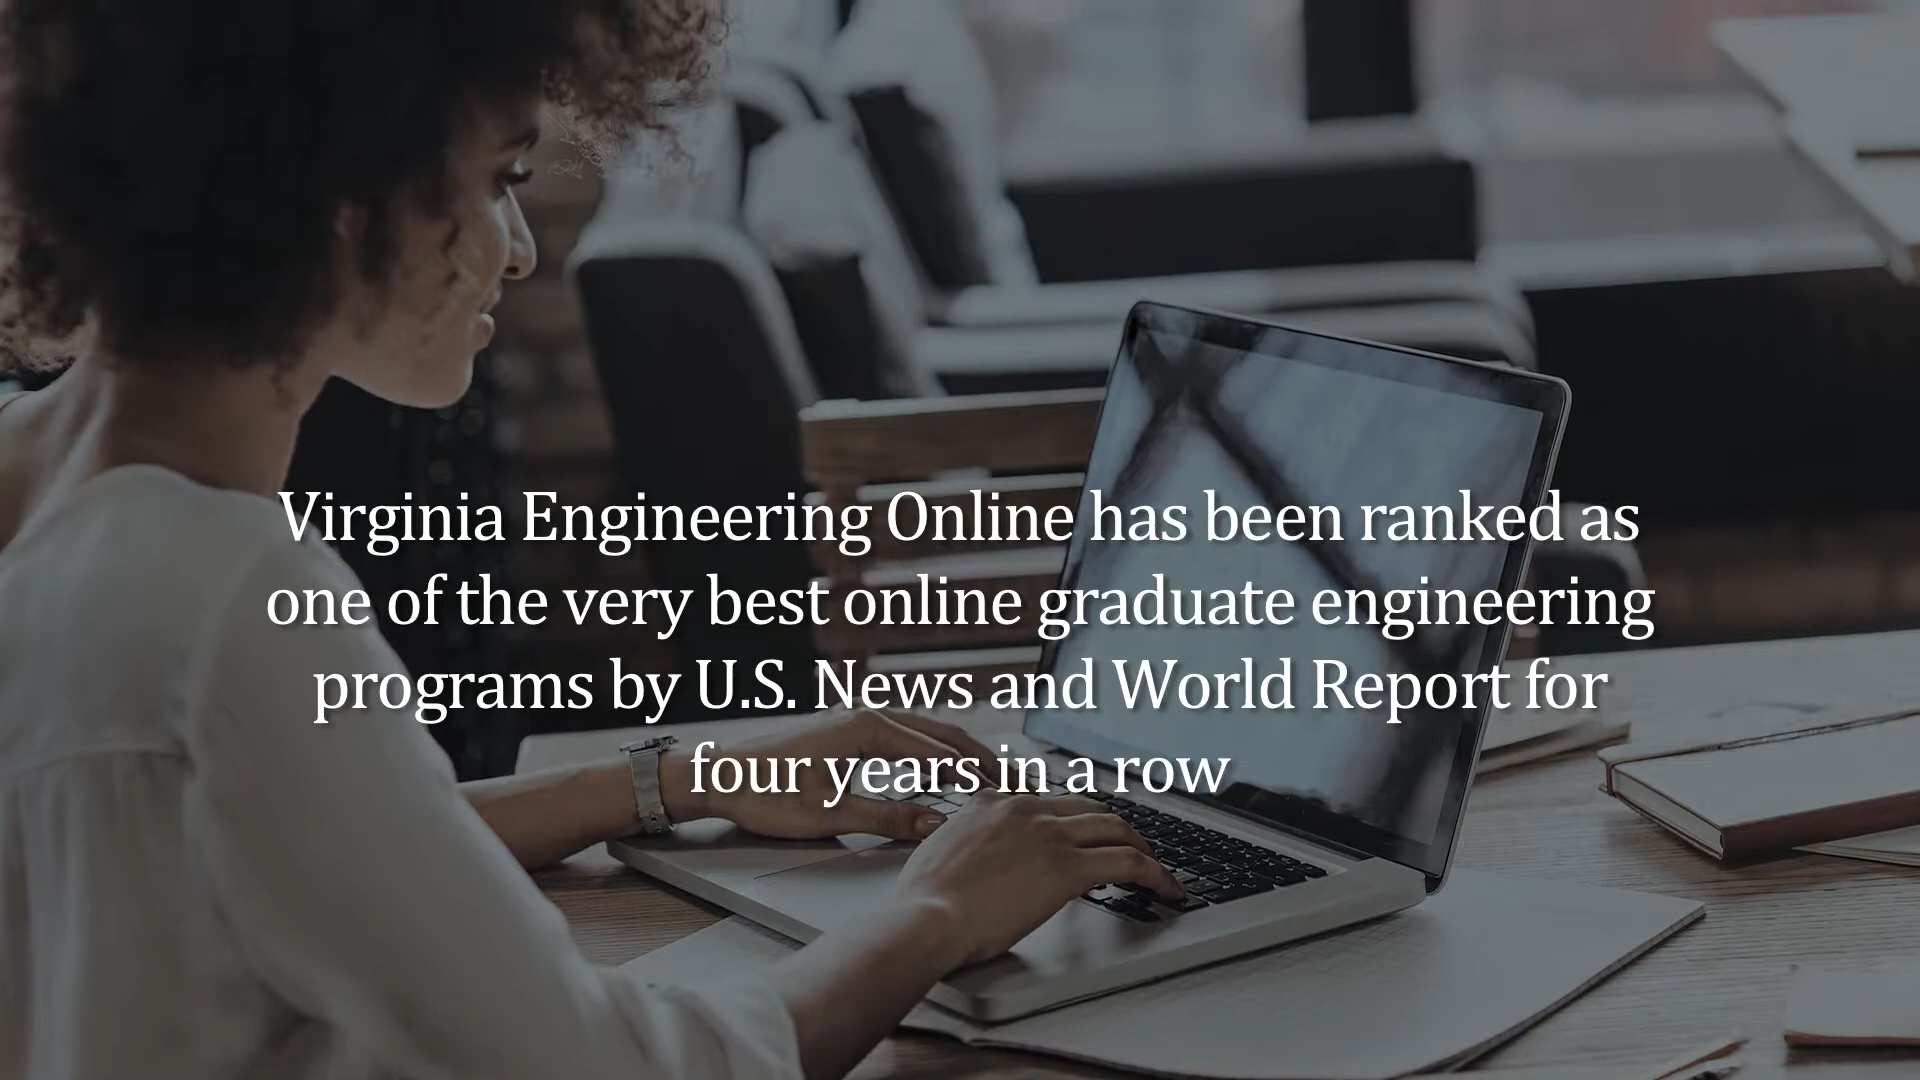 Virginia Engineering Online has been ranked as
one of the very best online graduate engineering
programs by U.S. News and World Report for
four years in a row